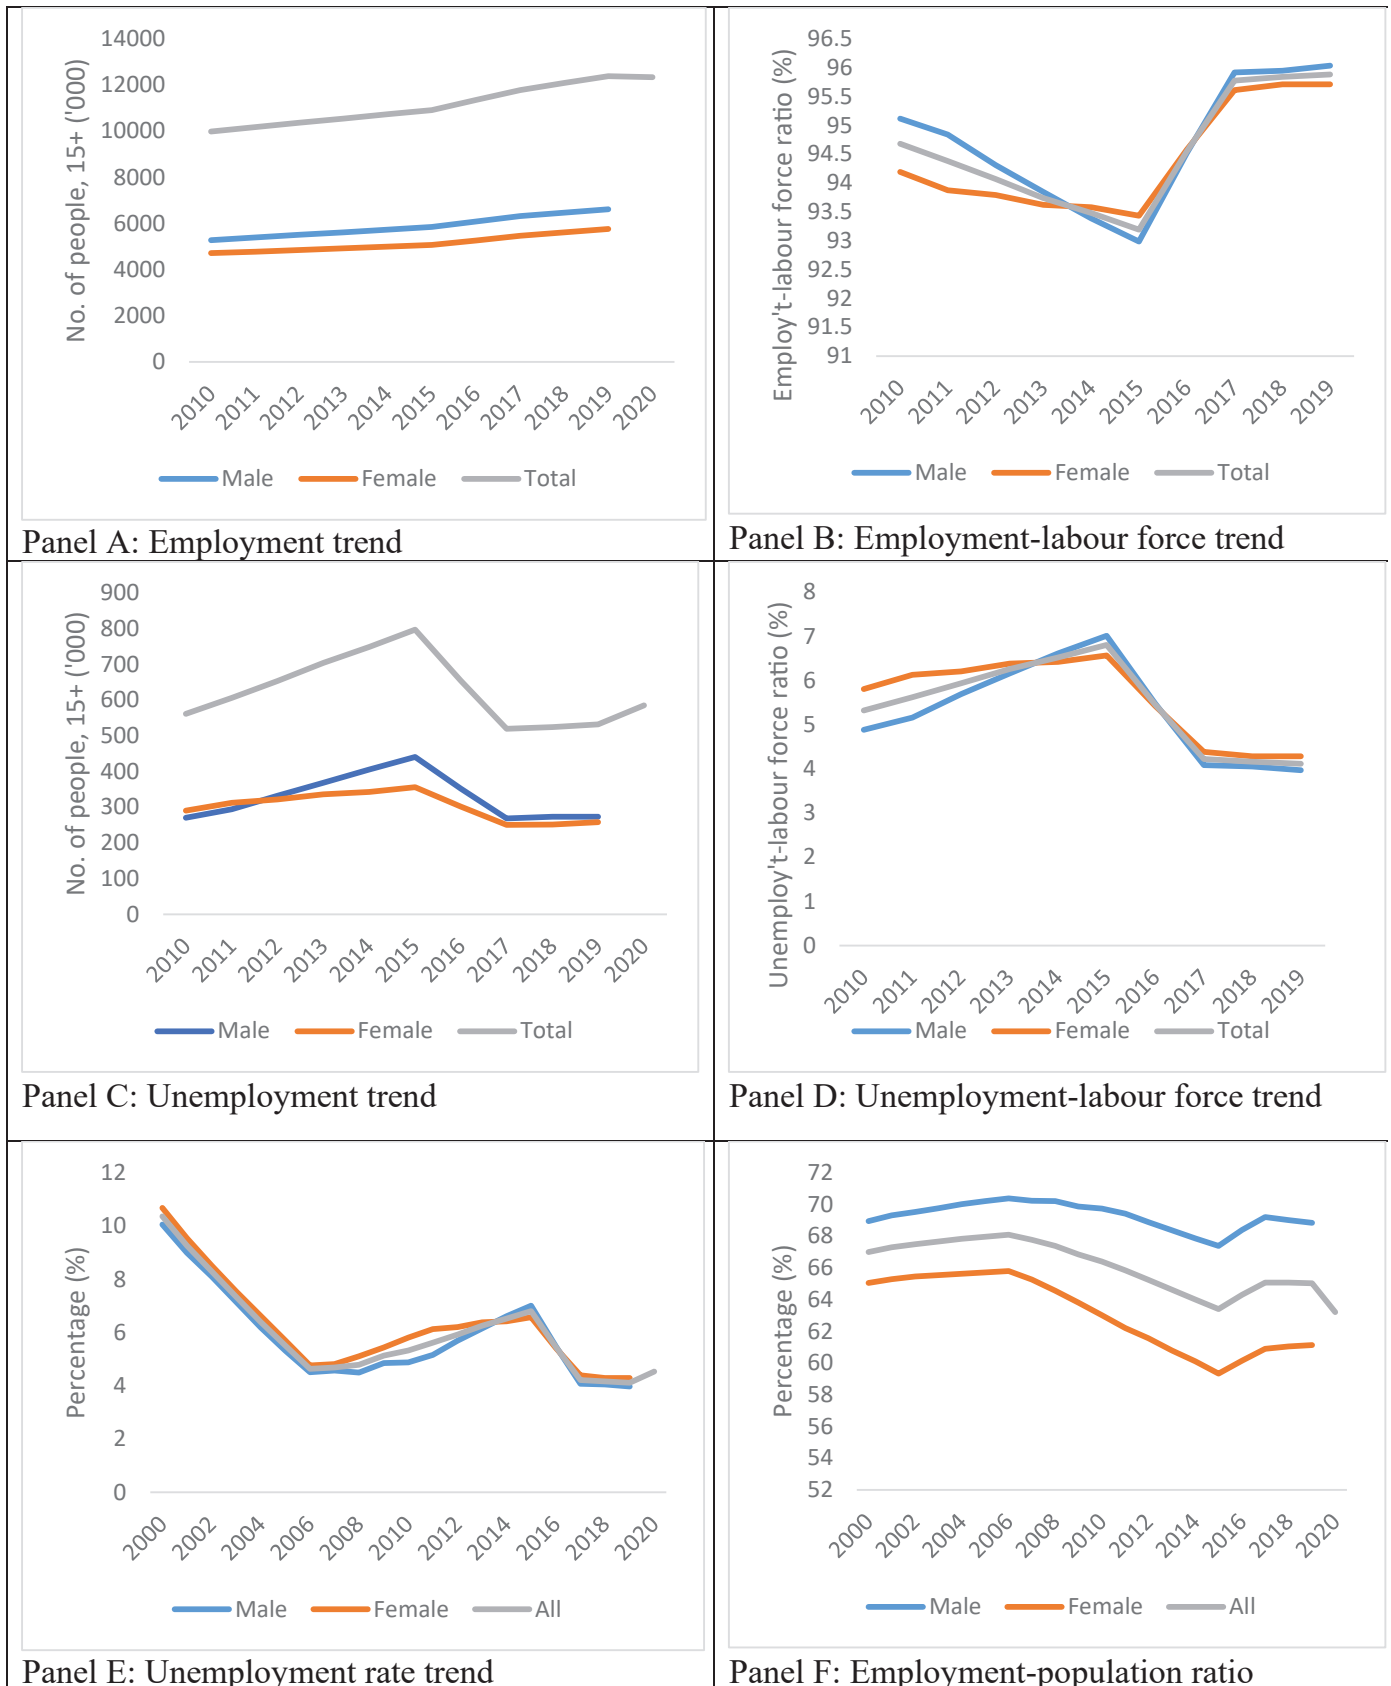 No. of people, 15+ ('000)
14000
12000
10000
8000
6000
4000
2000
0
2010 2011 2012 2013 2014 2015 2016 2017 2018 2019 2020
Male Female Total
Panel A: Employment trend
Employ't-labour force ratio (%)
96.5
96
95.5
95
94.5
94
93.5
93
92.5
92
91.5
91
2010 2011 2012 2013 2014 2015 2016 2017 2018 2019
Male Female Total
Panel B: Employment-labour force trend
No. of people, 15+ ('000)
900
800
700
600
500
400
300
200
100
0
2010 2011 2012 2013 2014 2015 2016 2017 2018 2019 2020
Male Female Total
Panel C: Unemployment trend
Unemploy't-labour force ratio (%)
8
7
6
5
4
3
2
1
0
2010 2011 2012 2013 2014 2015 2016 2017 2018 2019
Male Female Total
Panel D: Unemployment-labour force trend
Percentage (%)
12
10
8
6
4
2
0
2000 2002 2004 2006 2008 2010 2012 2014 2016 2018 2020
Male Female All
Panel E: Unemployment rate trend
Percentage (%)
72
70
68
66
64
62
60
58
56
54
52
2000 2002 2004 2006 2008 2010 2012 2014 2016 2018 2020
Male Female All
Panel F: Employment-population ratio